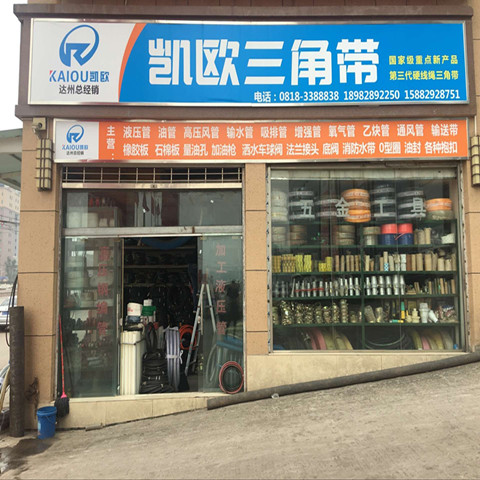 KAIOU凯欧
达州总经销
凯欧三角带
国家级重点新产品
第三代硬线绳三角带
电话:0818-3388838 18982892250 15882928751
KAIOU凯欧
达州总经销
主营:
液压管 油管 高压风管 输水管 吸排管 增强管 氧气管 乙炔管 通风管 输送带
橡胶板 石棉板 量油孔 加油枪 洒水车球阀 法兰接头 底阀 消防水带 O型圈 油封 各种抱扣
五金工具
加工液压管